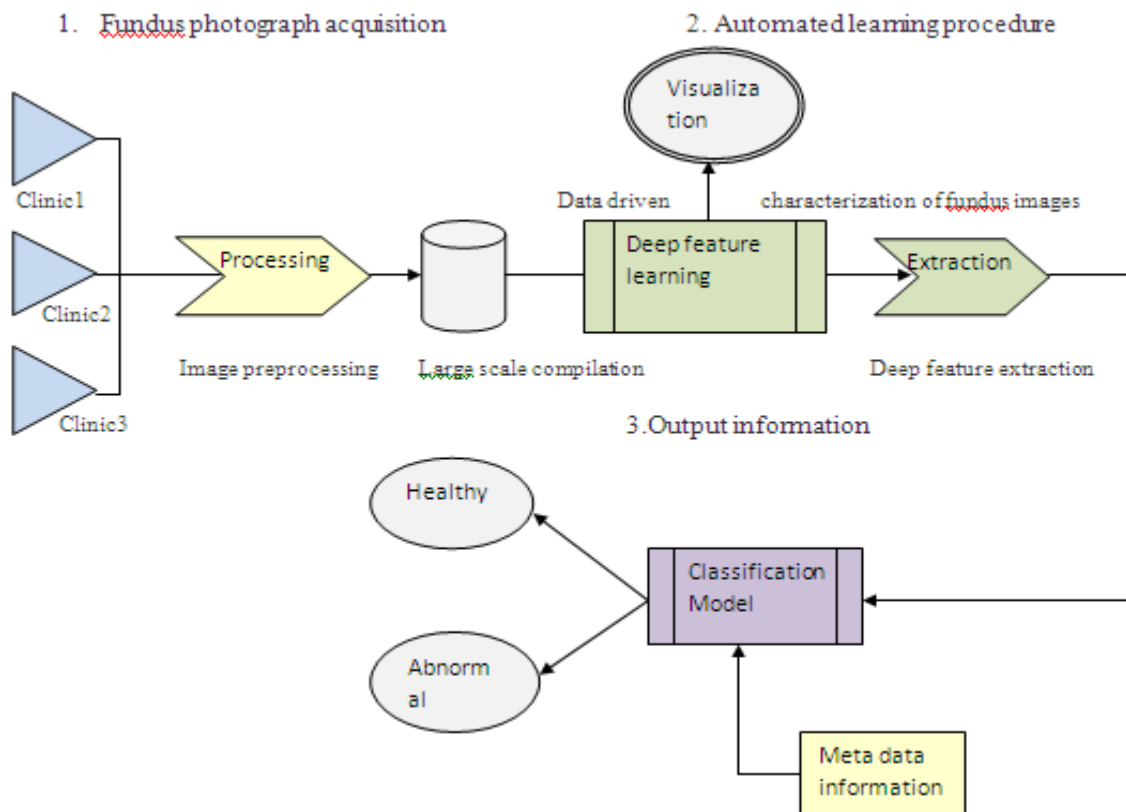 1. Fundus photograph acquisition
2. Automated learning procedure
Visualiza
tion
Clinic1
Data driven
characterization of fundus images
Processing
Deep feature
learning
Extraction
Clinic2
Image preprocessing
Large scale compilation
Deep feature extraction
Clinic3
3.Output information
Healthy
Classification
Model
Abnorm
al
Meta data
information